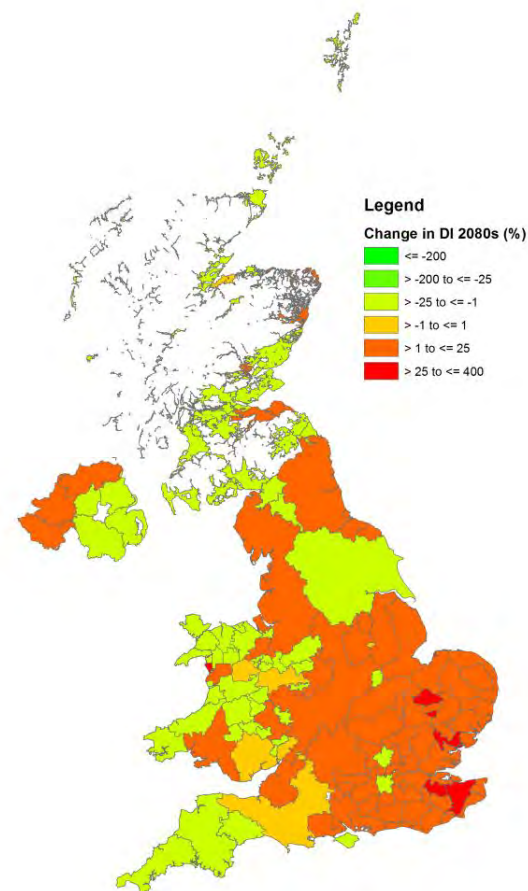 Legend
Change in DI 2080s (%)
<= -200
> -200 to <= -25
> -25 to <= -1
> -1 to <= 1
> 1 to <= 25
> 25 to <= 400